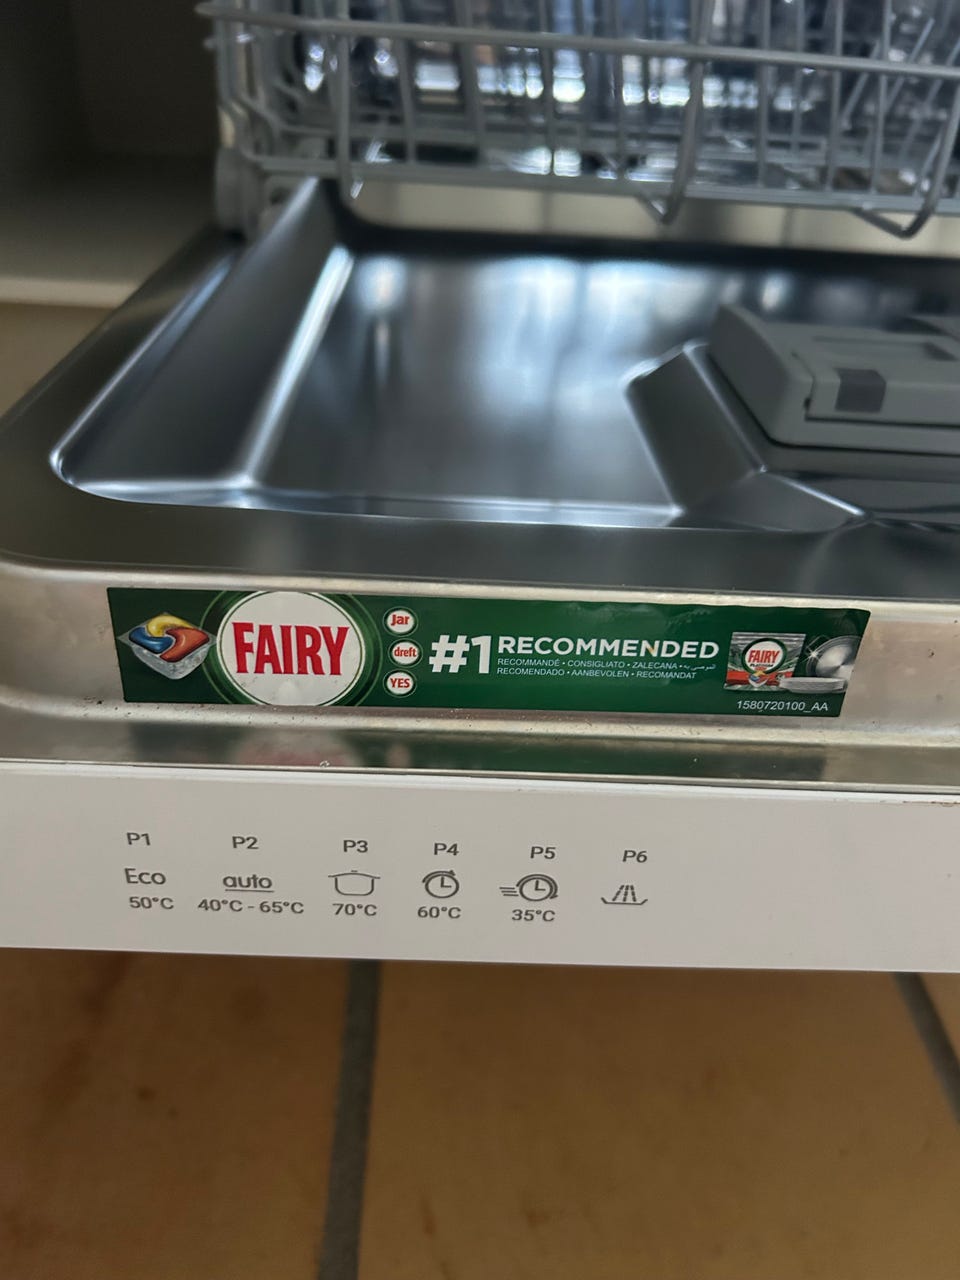 FAIRY
Jar
dreft
YES
#1 RECOMMENDED
RECOMMANDÉ • CONSIGLIATO • ZALECANA • الموصى به
RECOMENDADO • AANBEVOLEN • RECOMANDAT
FAIRY
1580720100_AA
P1 P2 P3 P4 P5 P6
Eco auto
50°C 40°C - 65°C 70°C 60°C 35°C